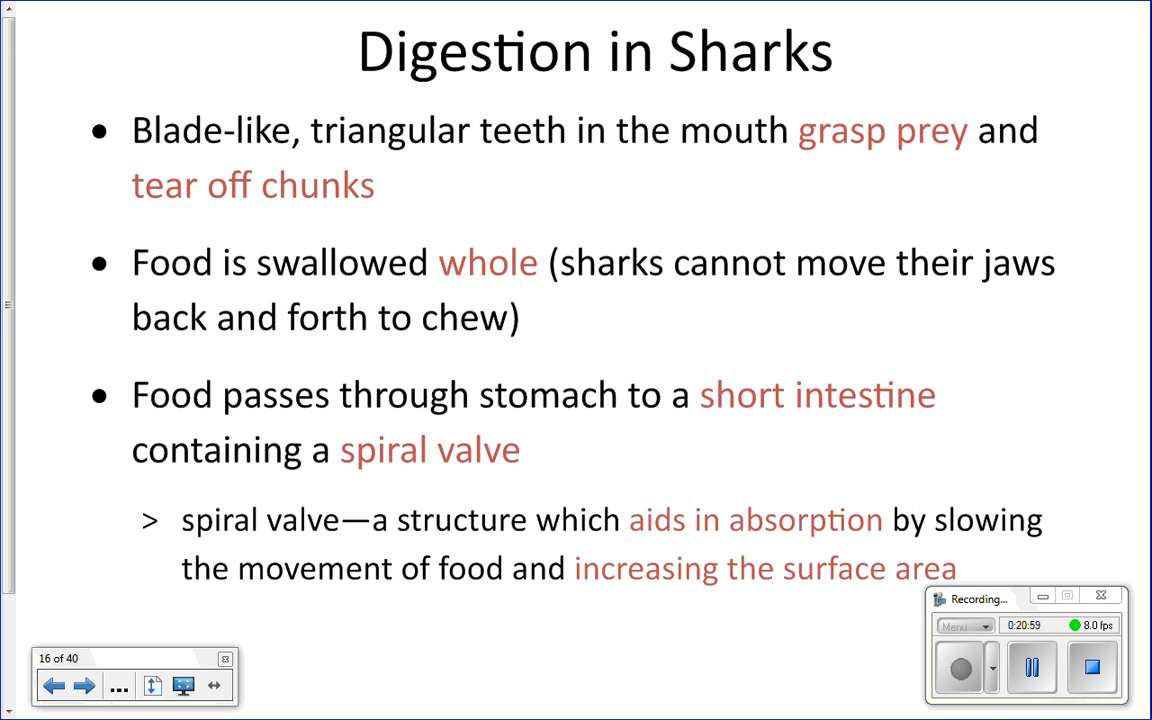 Digestion in Sharks
• Blade-like, triangular teeth in the mouth grasp prey and
tear off chunks
• Food is swallowed whole (sharks cannot move their jaws
back and forth to chew)
• Food passes through stomach to a short intestine
containing a spiral valve
> spiral valve—a structure which aids in absorption by slowing
the movement of food and increasing the surface area
Recording...
Menu
0:20:59
8.0 fps
16 of 40
...